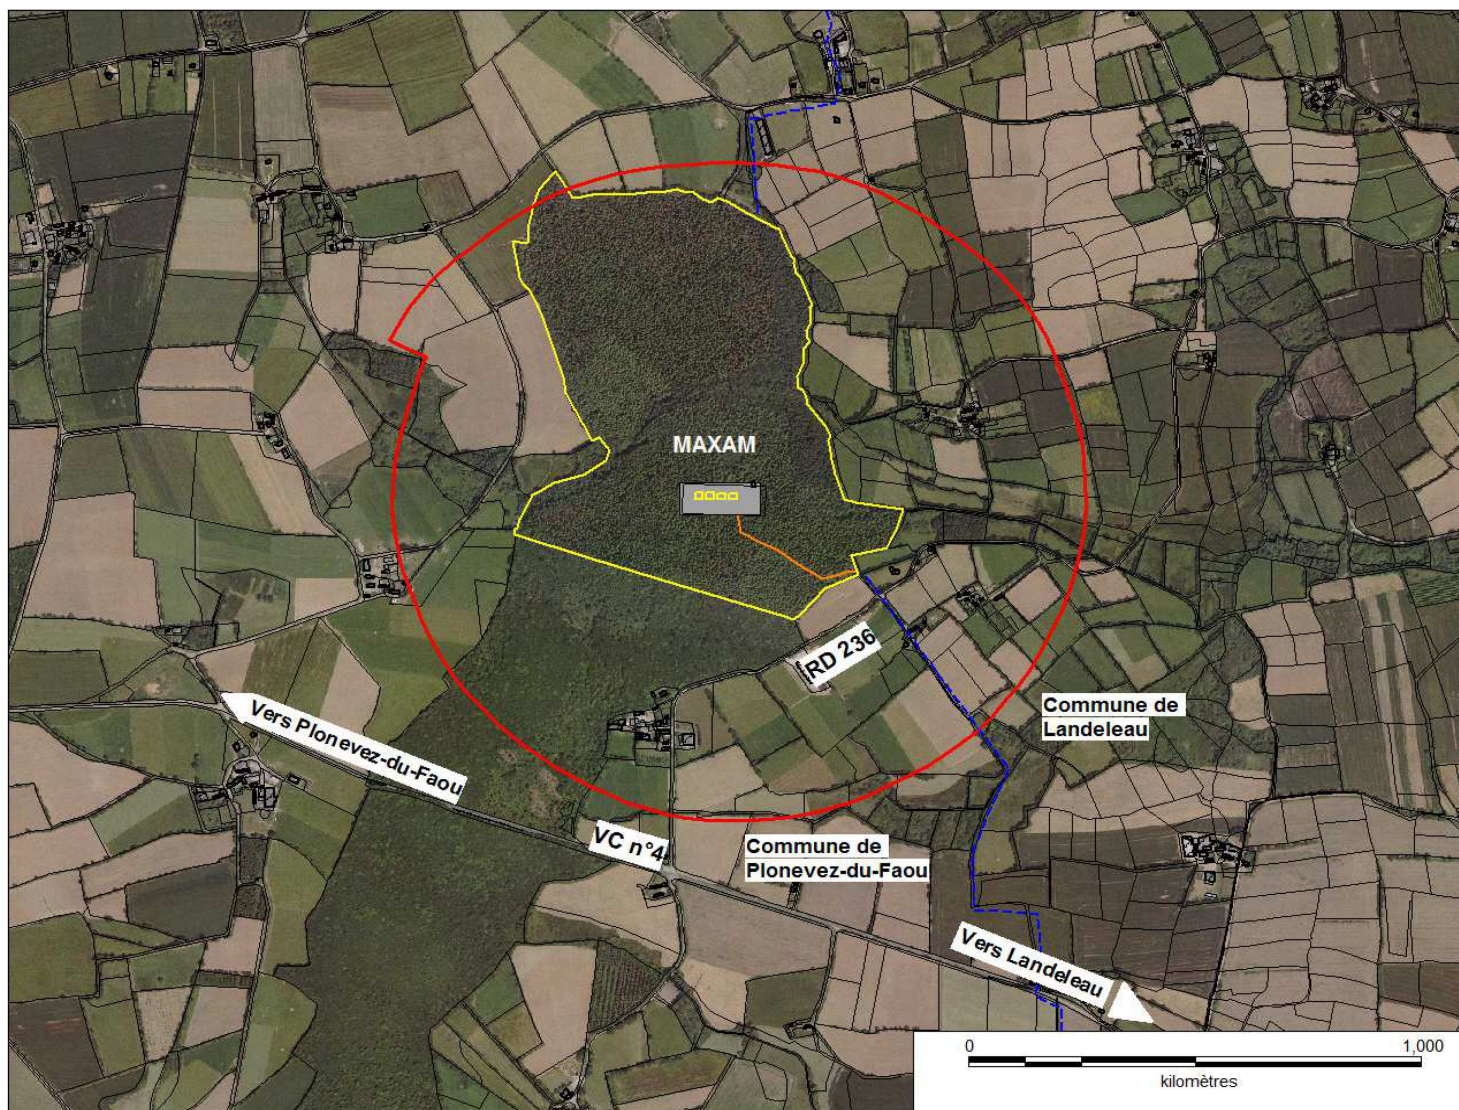 MAXAM
RD 236
Vers Plonevez-du-Faou
Commune de
Landeleau
VC n°4
Commune de
Plonevez-du-Faou
Vers Landeleau
0
1,000
kilomètres